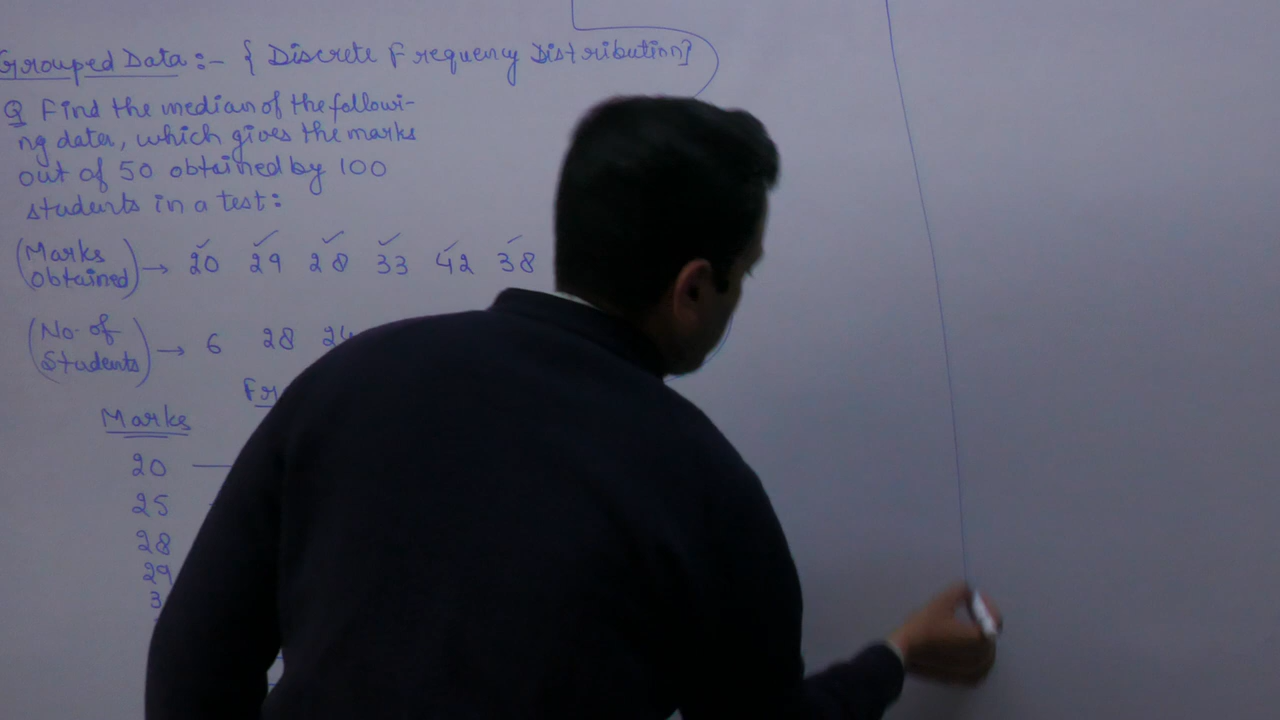 Grouped Data :- { Discrete Frequency Distribution}
Q Find the median of the followi-
ng data, which gives the marks
out of 50 obtained by 100
students in a test:
(Marks Obtained) → 20 29 28 33 42 38
(No. of Students) → 6 28 24
Marks
20
25
28
29